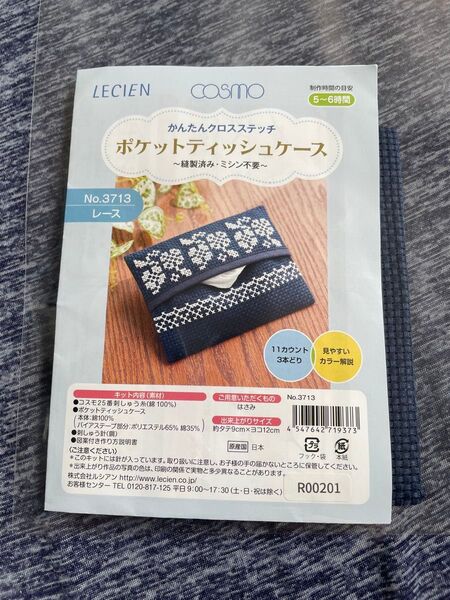 LECIEN
COSMO
制作時間の目安
5~6時間
かんたんクロスステッチ
ポケットティッシュケース
~縫製済み・ミシン不要~
No.3713
レース
11カウント
3本どり
見やすい
カラー解説
キット内容(素材)
●コスモ25番刺しゅう糸(綿100%)
●ポケットティッシュケース
本体:綿100%
バイアステープ部分:ポリエステル65% 綿35%
●刺しゅう針(鋼)
●図案付き作り方説明書
ご用意いただくもの
はさみ
出来上がりサイズ
約タテ9cm×ヨコ12cm
原産国 日本
No.3713
4 547642 719373
フック・袋
本紙
(ご注意ください)
*このキットには針が入っています。取り扱いに注意し、お子様の手の届かないところに保管してください。
*出来上がり作品の写真の色は、印刷の関係で実物と多少異なることがあります。
株式会社ルシアン http://www.lecien.co.jp/
お客様センター TEL 0120-817-125 平日 9:00~17:30 (土・日・祝は除く)
R00201